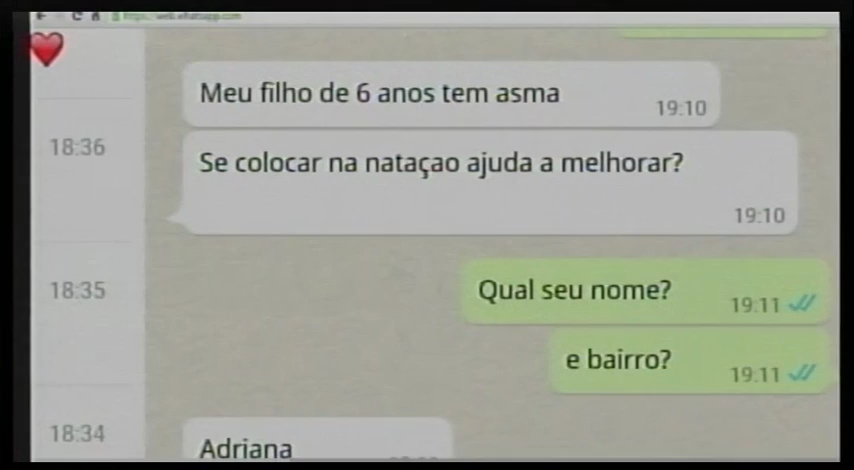 Meu filho de 6 anos tem asma
19:10
18:36
Se colocar na nataçao ajuda a melhorar?
19:10
18:35
Qual seu nome?
19:11
e bairro?
19:11
18:34
Adriana